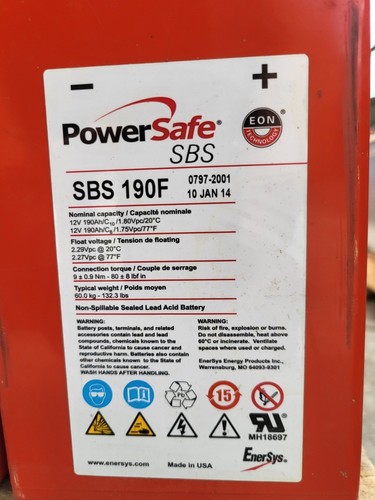 - +
PowerSafe®
SBS
EON
TECHNOLOGY
SBS 190F 0797-2001
10 JAN 14
Nominal capacity / Capacité nominale
12V 190Ah/C10 /1.80Vpc/20°C
12V 190Ah/C8 /1.75Vpc/77°F
Float voltage / Tension de floating
2.29Vpc @ 20°C
2.27Vpc @ 77°F
Connection torque / Couple de serrage
9 ± 0.9 Nm - 80 ± 8 lbf in
Typical weight / Poids moyen
60.0 kg - 132.3 lbs
Non-Spillable Sealed Lead Acid Battery
WARNING:
Battery posts, terminals, and related
accessories contain lead and lead
compounds, chemicals known to the
State of California to cause cancer and
reproductive harm. Batteries also contain
other chemicals known to the State of
California to cause cancer.
WASH HANDS AFTER HANDLING.
WARNING:
Risk of fire, explosion or burns.
Do not disassemble, heat above
60°C or incinerate. Ventilate
spaces where used or charged.
EnerSys Energy Products Inc.,
Warrensburg, MO 64093-9301
Pb
15
MH18697
www.enersys.com Made in USA
EnerSys